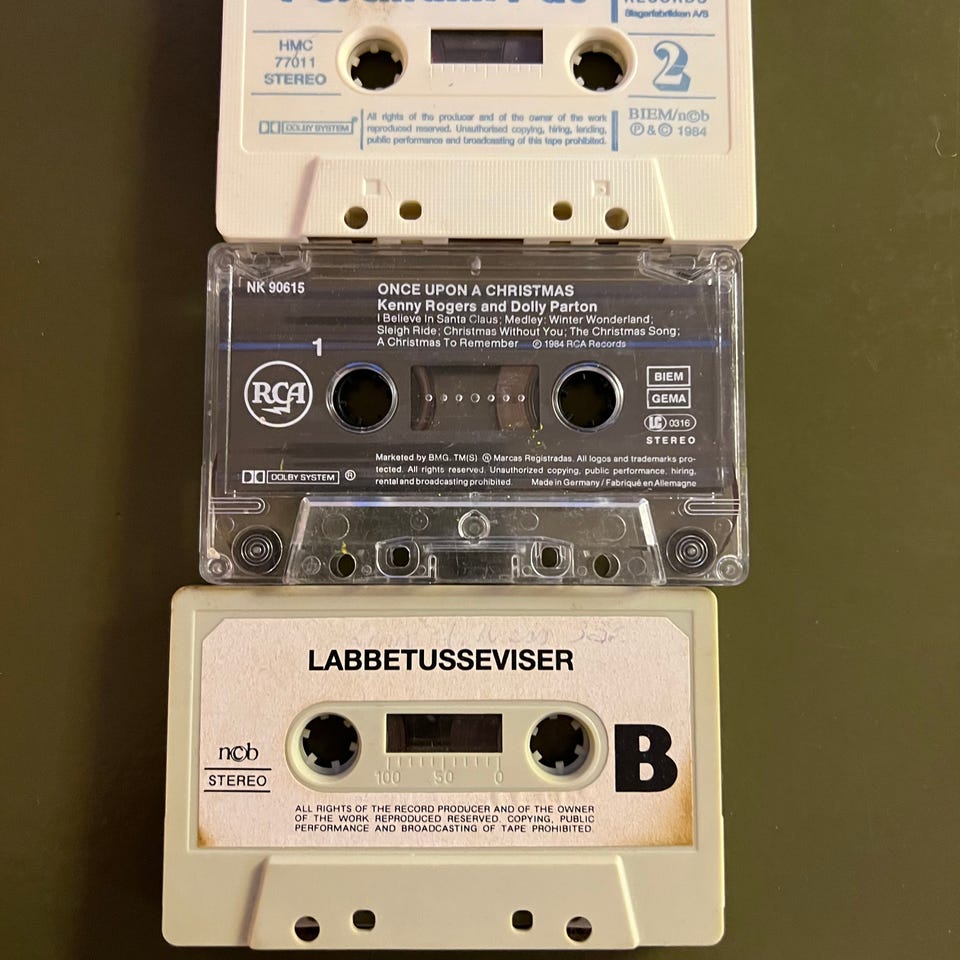 RECORDS
Slagerfabrikken A/S
HMC
77011
STEREO
2
DOLBY SYSTEM
All rights of the producer and of the owner of the work
reproduced reserved. Unauthorised copying, hiring, lending,
public performance and broadcasting of this tape prohibited.
BIEM/n©b
℗ & © 1984
NK 90615
ONCE UPON A CHRISTMAS
Kenny Rogers and Dolly Parton
I Believe In Santa Claus; Medley: Winter Wonderland;
Sleigh Ride; Christmas Without You; The Christmas Song;
A Christmas To Remember ℗ 1984 RCA Records
1
RCA
BIEM
GEMA
LC 0316
STEREO
DOLBY SYSTEM ®
Marketed by BMG. TM(S) ® Marcas Registradas. All logos and trademarks pro-
tected. All rights reserved. Unauthorized copying, public performance, hiring,
rental and broadcasting prohibited. Made in Germany / Fabriqué en Allemagne
LABBETUSSEVISER
n©b
STEREO
B
100 50 0
ALL RIGHTS OF THE RECORD PRODUCER AND OF THE OWNER
OF THE WORK REPRODUCED RESERVED. COPYING, PUBLIC
PERFORMANCE AND BROADCASTING OF TAPE PROHIBITED.